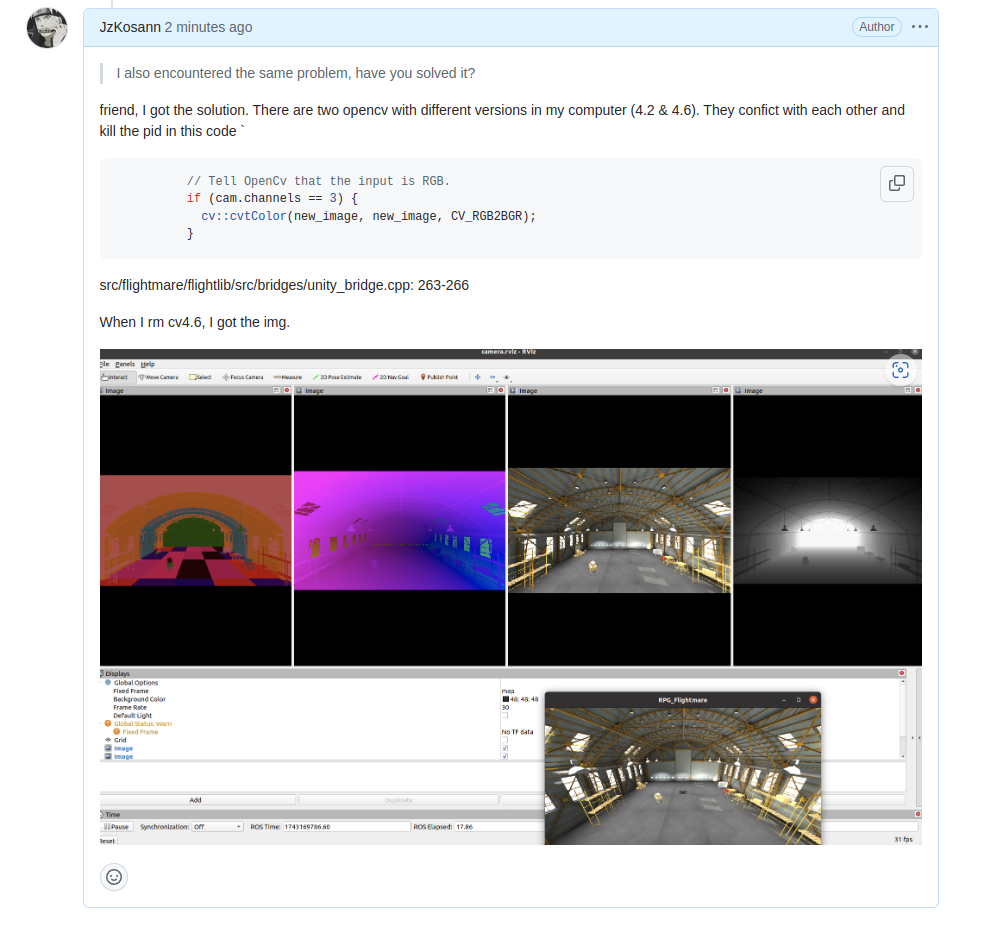 JzKosann 2 minutes ago
Author
I also encountered the same problem, have you solved it?
friend, I got the solution. There are two opencv with different versions in my computer (4.2 & 4.6). They confict with each other and
kill the pid in this code `
// Tell OpenCv that the input is RGB.
if (cam.channels == 3) {
cv::cvtColor(new_image, new_image, CV_RGB2BGR);
}
src/flightmare/flightlib/src/bridges/unity_bridge.cpp: 263-266
When I rm cv4.6, I got the img.
camera.rviz - RViz
File Panels Help
Interact Move Camera Select Focus Camera Measure 2D Pose Estimate 2D Nav Goal Publish Point
Image Image Image Image
Displays
Global Options
Fixed Frame map
Background Color 48; 48; 48
Frame Rate 30
Default Light
Global Status: Warn
Fixed Frame No TF data
Grid
Image
Image
RPG_Flightmare
Add Duplicate
Time
Pause Synchronization: Off ROS Time: 1743169786.60 ROS Elapsed: 17.86
Reset 31 fps